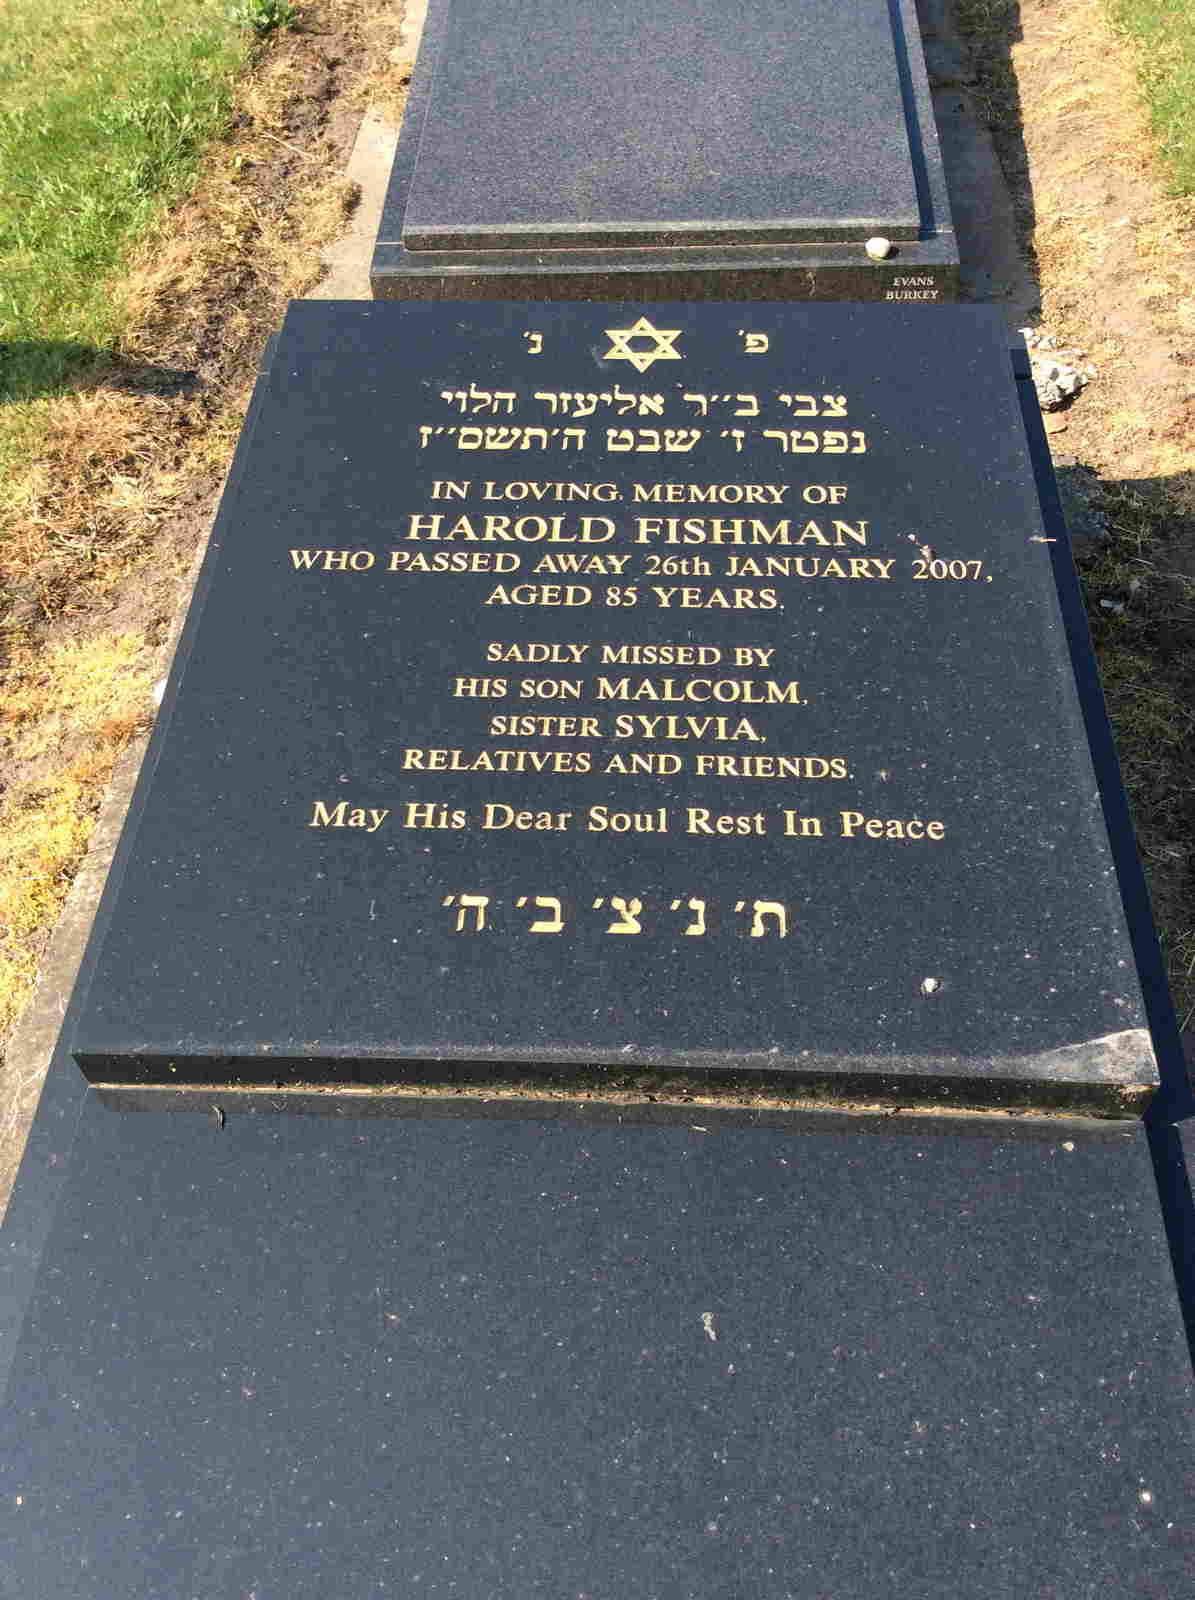 EVANS
BURKEY
פ׳ נ׳
צבי ב׳׳ר אליעזר הלוי
נפטר ז׳ שבט ה׳תשס׳׳ז
IN LOVING MEMORY OF
HAROLD FISHMAN
WHO PASSED AWAY 26th JANUARY 2007,
AGED 85 YEARS.
SADLY MISSED BY
HIS SON MALCOLM,
SISTER SYLVIA,
RELATIVES AND FRIENDS.
May His Dear Soul Rest In Peace
ת׳ נ׳ צ׳ ב׳ ה׳